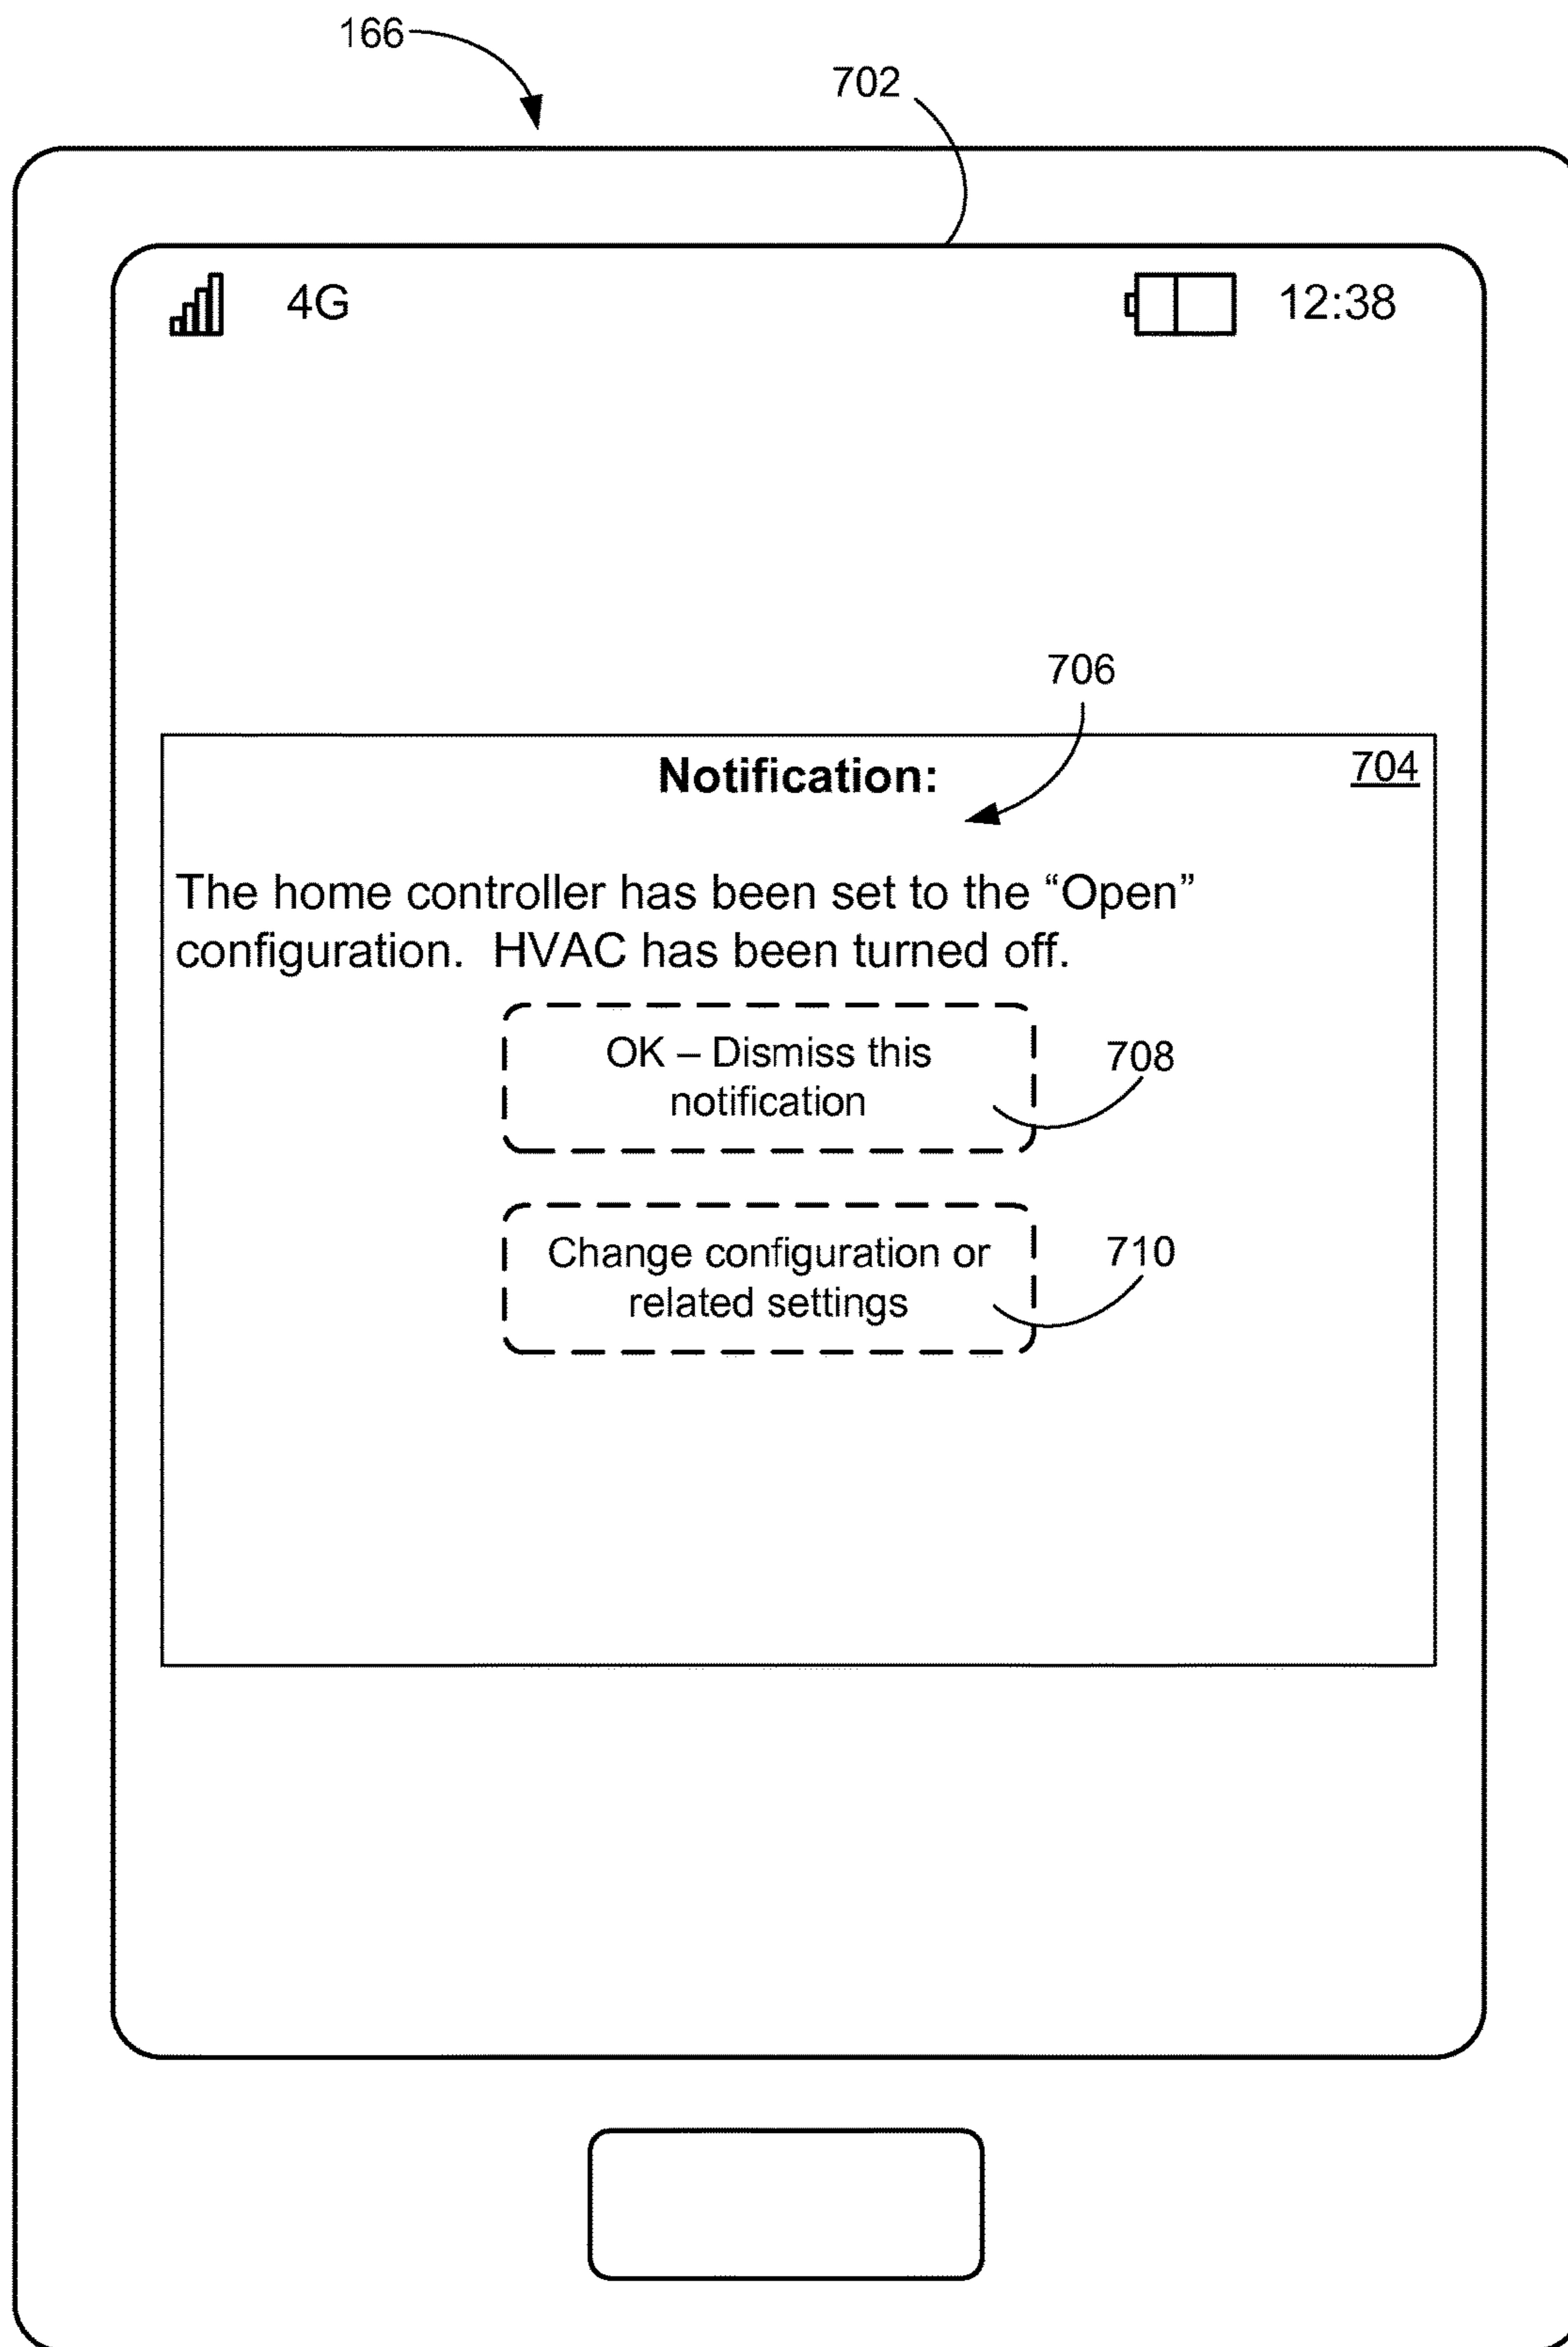 166
702
4G
12:38
706
Notification:
704
The home controller has been set to the “Open”
configuration.  HVAC has been turned off.
OK – Dismiss this
notification
708
Change configuration or
related settings
710